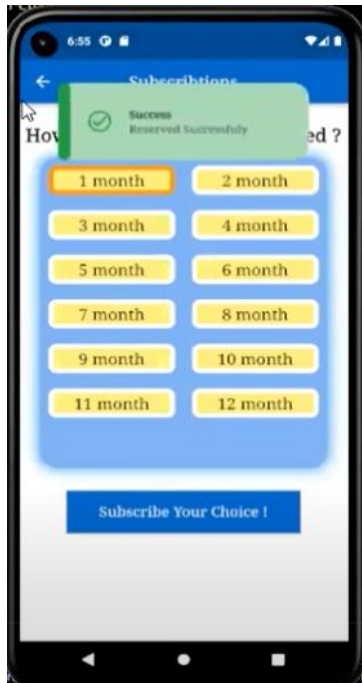 6:55
Subscribtions
Success
Reserved Successfuly
How ed ?
1 month 2 month
3 month 4 month
5 month 6 month
7 month 8 month
9 month 10 month
11 month 12 month
Subscribe Your Choice !